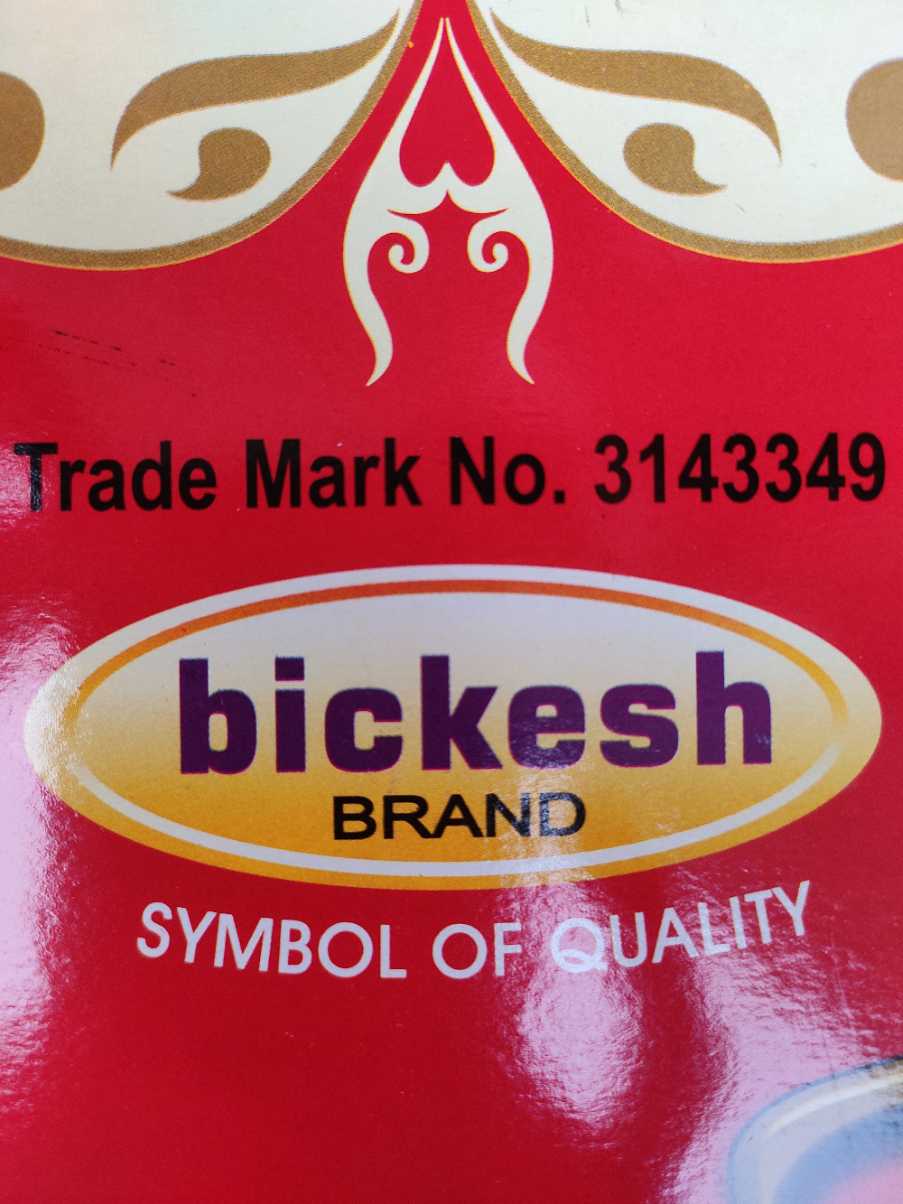 Trade Mark No. 3143349
bickesh
BRAND
SYMBOL OF QUALITY